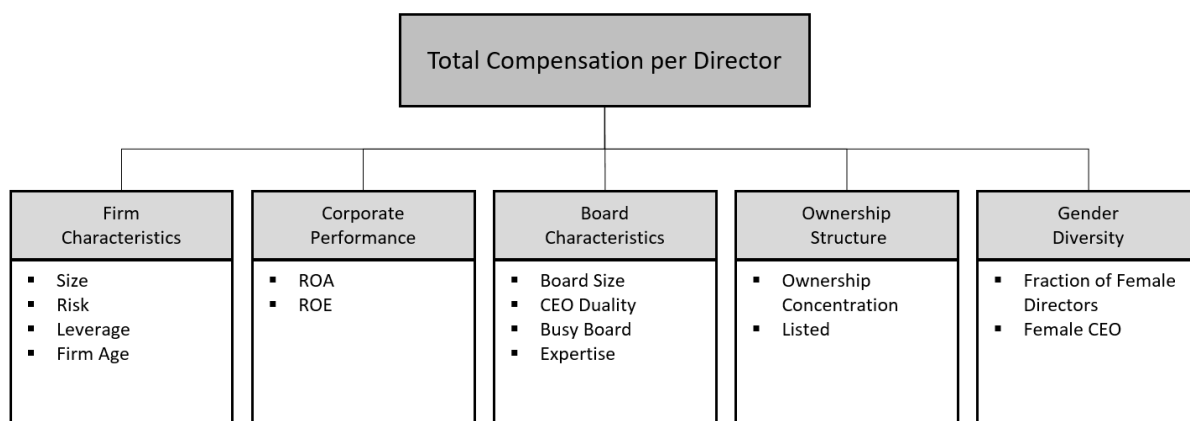 Total Compensation per Director
Firm
Characteristics
▪ Size
▪ Risk
▪ Leverage
▪ Firm Age
Corporate
Performance
▪ ROA
▪ ROE
Board
Characteristics
▪ Board Size
▪ CEO Duality
▪ Busy Board
▪ Expertise
Ownership
Structure
▪ Ownership
Concentration
▪ Listed
Gender
Diversity
▪ Fraction of Female
Directors
▪ Female CEO